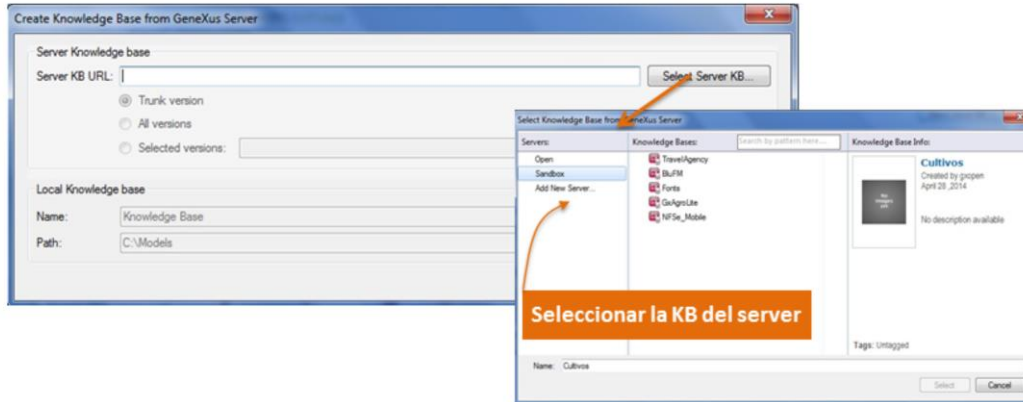 Create Knowledge Base from GeneXus Server
Server Knowledge base
Server KB URL:
Select Server KB...
Trunk version
All versions
Selected versions:
Local Knowledge base
Name: Knowledge Base
Path: C:\Models
Select Knowledge Base from GeneXus Server
Servers:
Open
Sandbox
Add New Server...
Knowledge Bases:
Search by pattern here...
TravelAgency
BluFM
Fonts
GxAgroLite
NFSe_Mobile
Knowledge Base Info:
No
Images
yet
Cultivos
Created by gxopen
April 28 ,2014
No description available
Tags: Untagged
Seleccionar la KB del server
Name: Cultivos
Select
Cancel